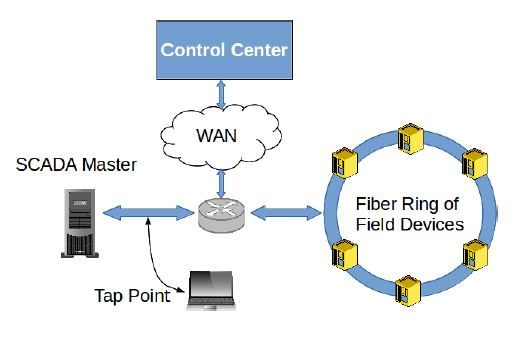 Control Center
WAN
SCADA Master
Fiber Ring of
Field Devices
Tap Point